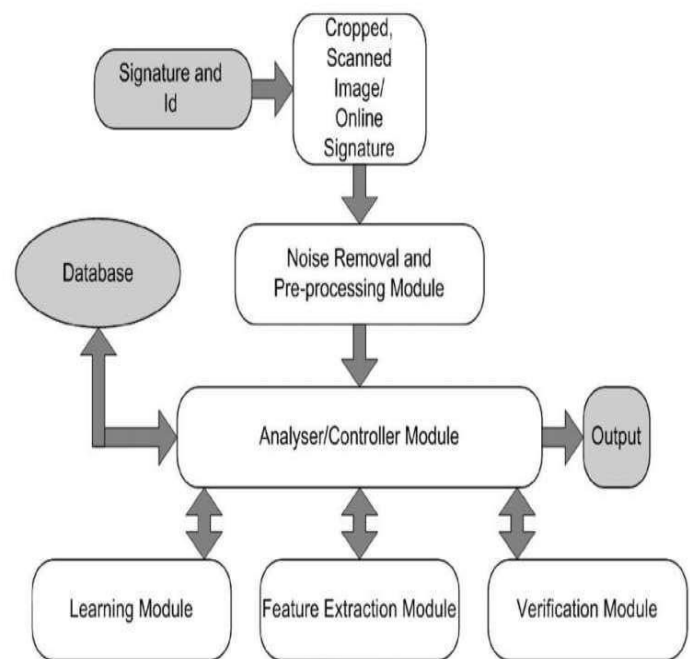 Signature and
Id
Cropped,
Scanned
Image/
Online
Signature
Database
Noise Removal and
Pre-processing Module
Analyser/Controller Module
Output
Learning Module
Feature Extraction Module
Verification Module